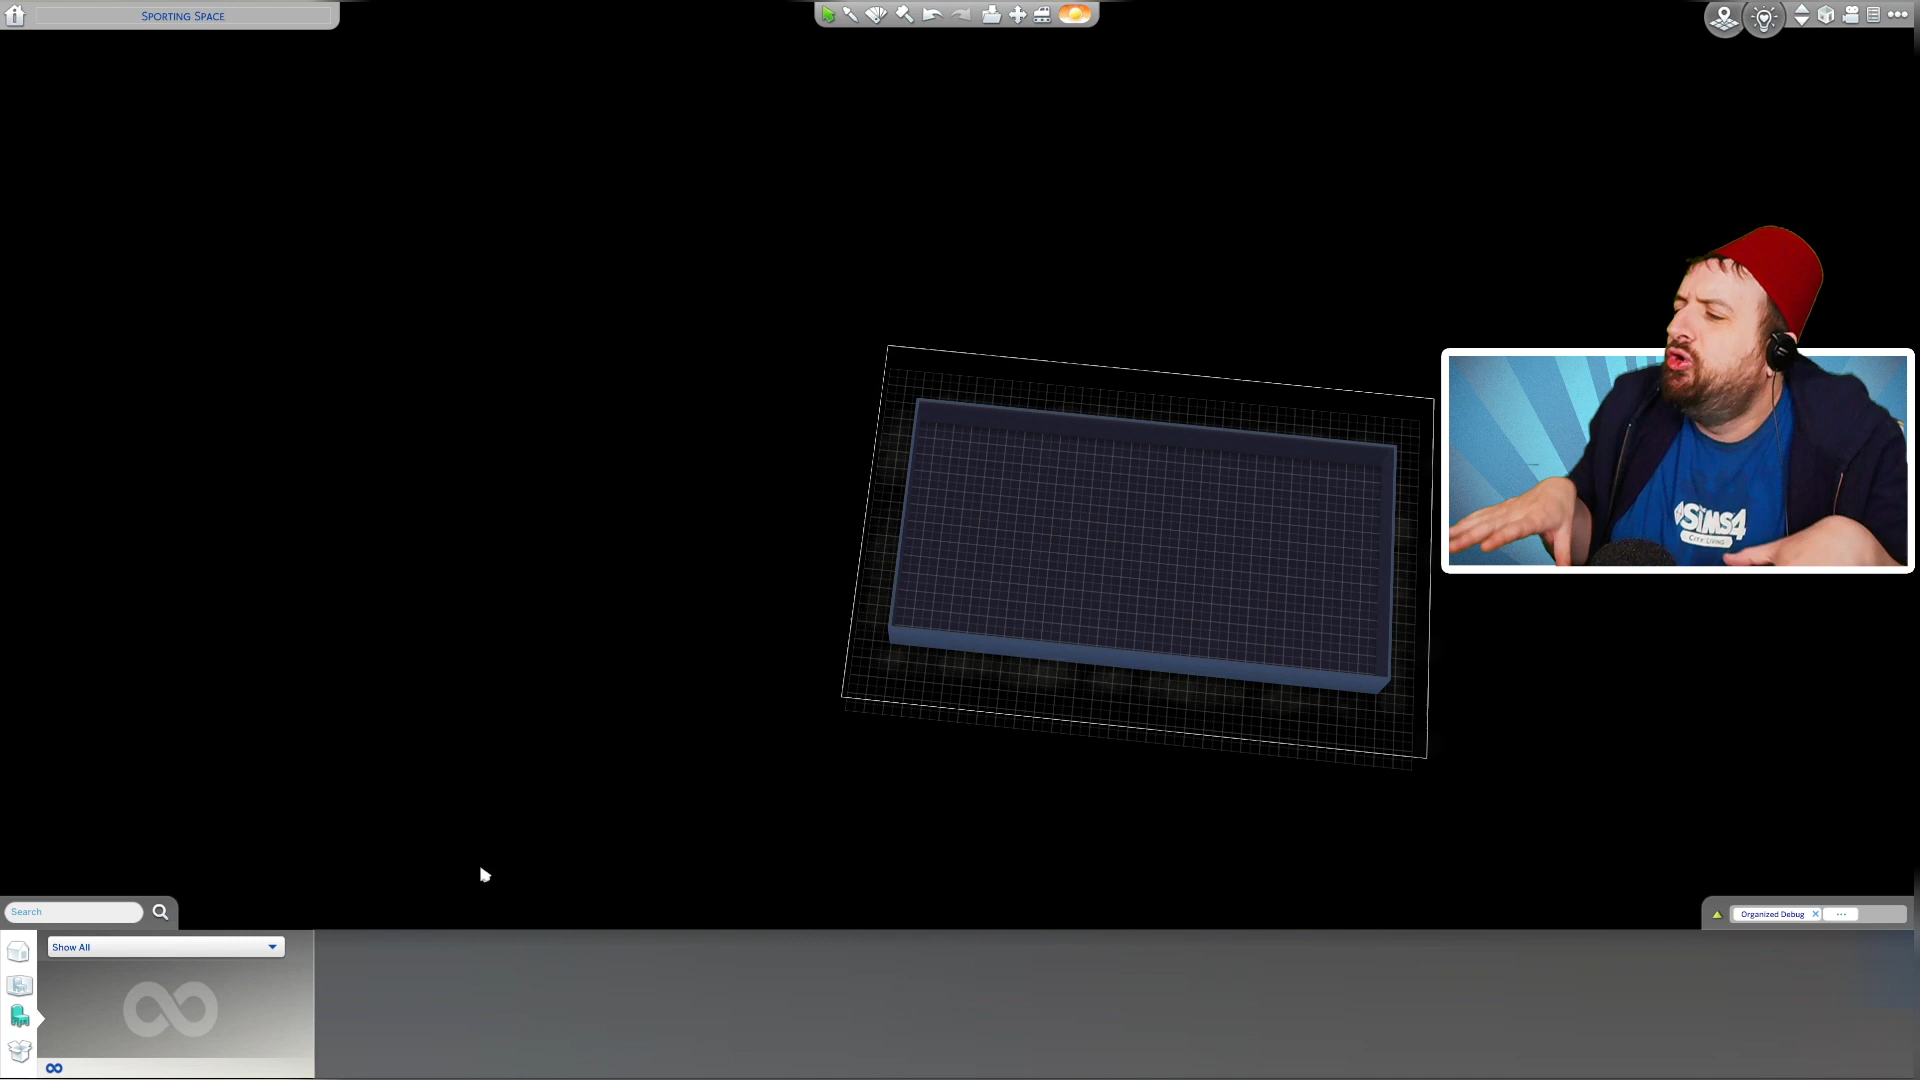 SPORTING SPACE
SIMS4
CITY LIVING
Search
Organized Debug
Show All